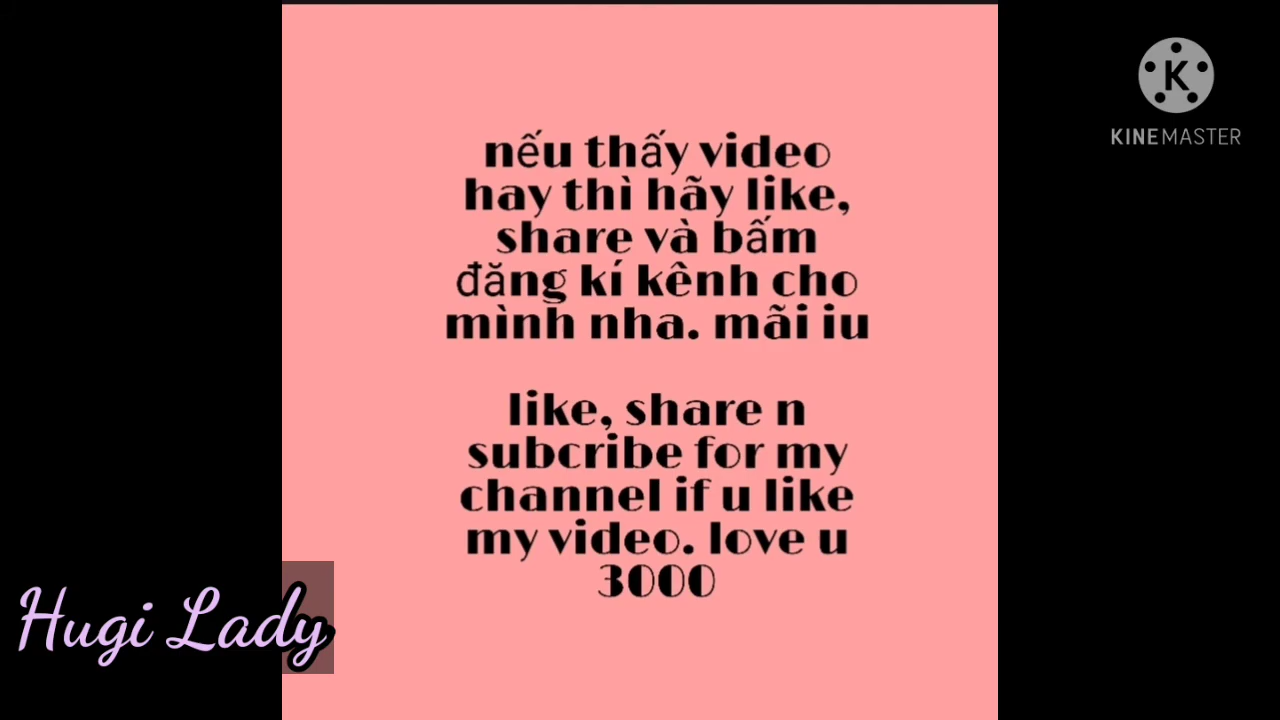 KINEMASTER
nếu thấy video
hay thì hãy like,
share và bấm
đăng kí kênh cho
mình nha. mãi iu
like, share n
subcribe for my
channel if u like
my video. love u
3000
Hugi Lady